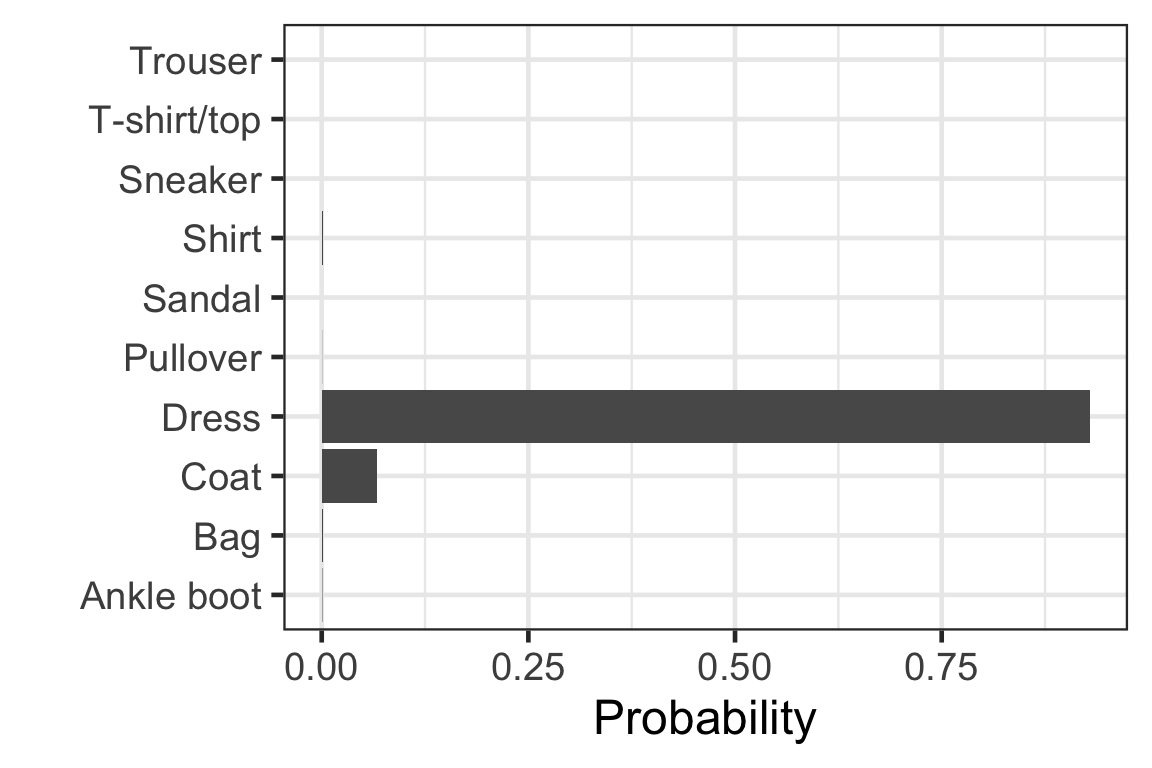 Trouser
T-shirt/top
Sneaker
Shirt
Sandal
Pullover
Dress
Coat
Bag
Ankle boot
0.00 0.25 0.50 0.75
Probability